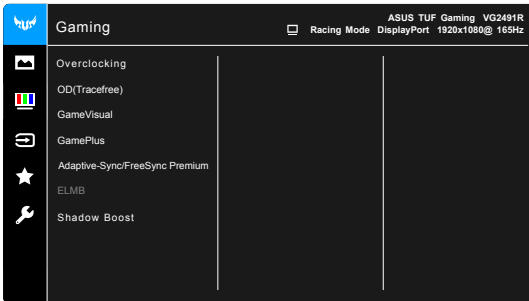 Gaming
ASUS TUF Gaming VG2491R
Racing Mode DisplayPort 1920x1080@ 165Hz
Overclocking
OD(Tracefree)
GameVisual
GamePlus
Adaptive-Sync/FreeSync Premium
ELMB
Shadow Boost